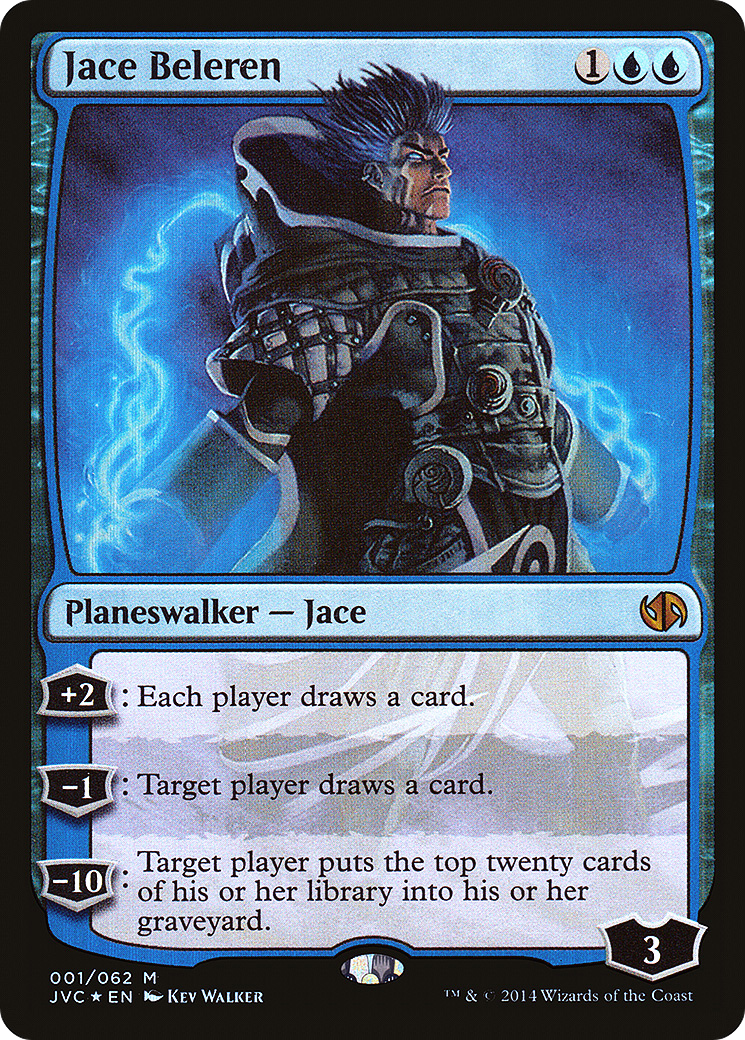 Jace Beleren 1
Planeswalker — Jace
+2: Each player draws a card.
−1: Target player draws a card.
−10: Target player puts the top twenty cards
of his or her library into his or her
graveyard.
3
001/062 M
JVC ★ EN Kev Walker
™ & © 2014 Wizards of the Coast